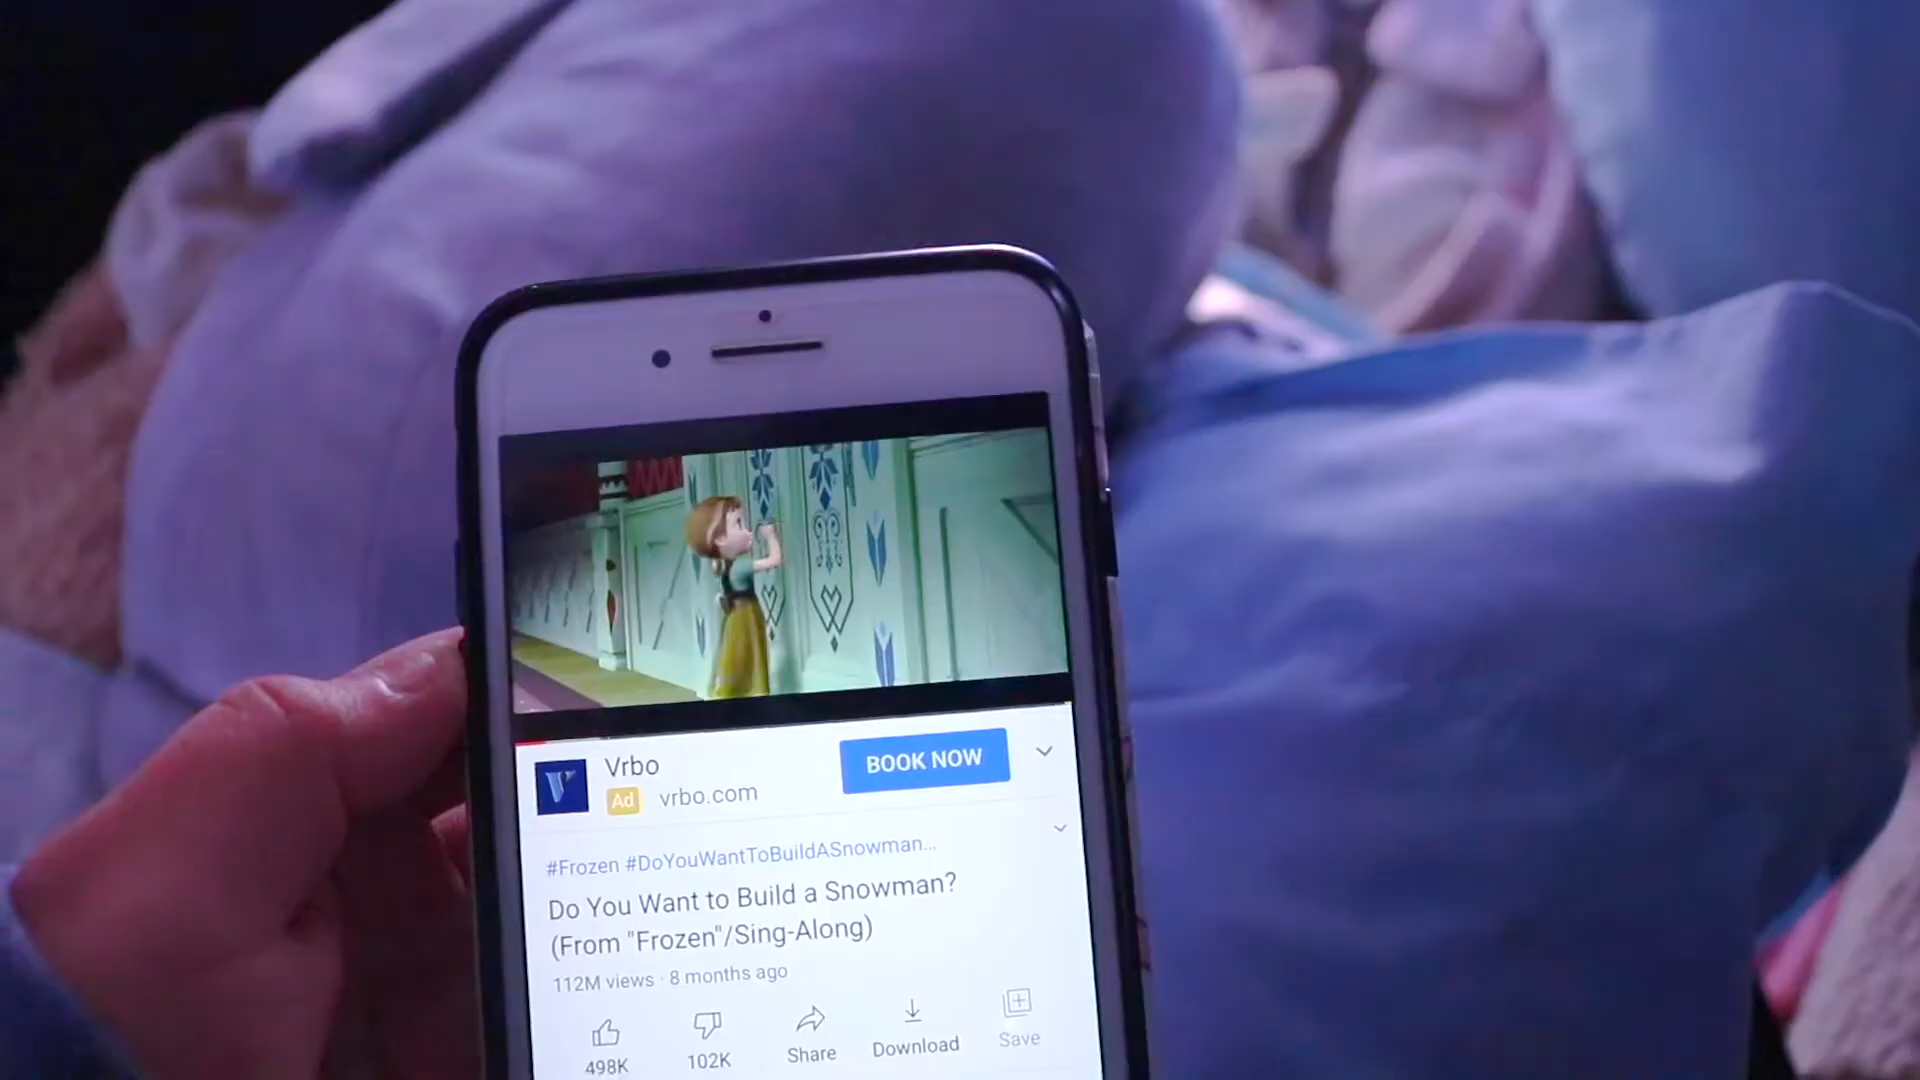 Vrbo
Ad vrbo.com
BOOK NOW
#Frozen #DoYouWantToBuildASnowman...
Do You Want to Build a Snowman?
(From "Frozen"/Sing-Along)
112M views · 8 months ago
498K
102K
Share
Download
Save